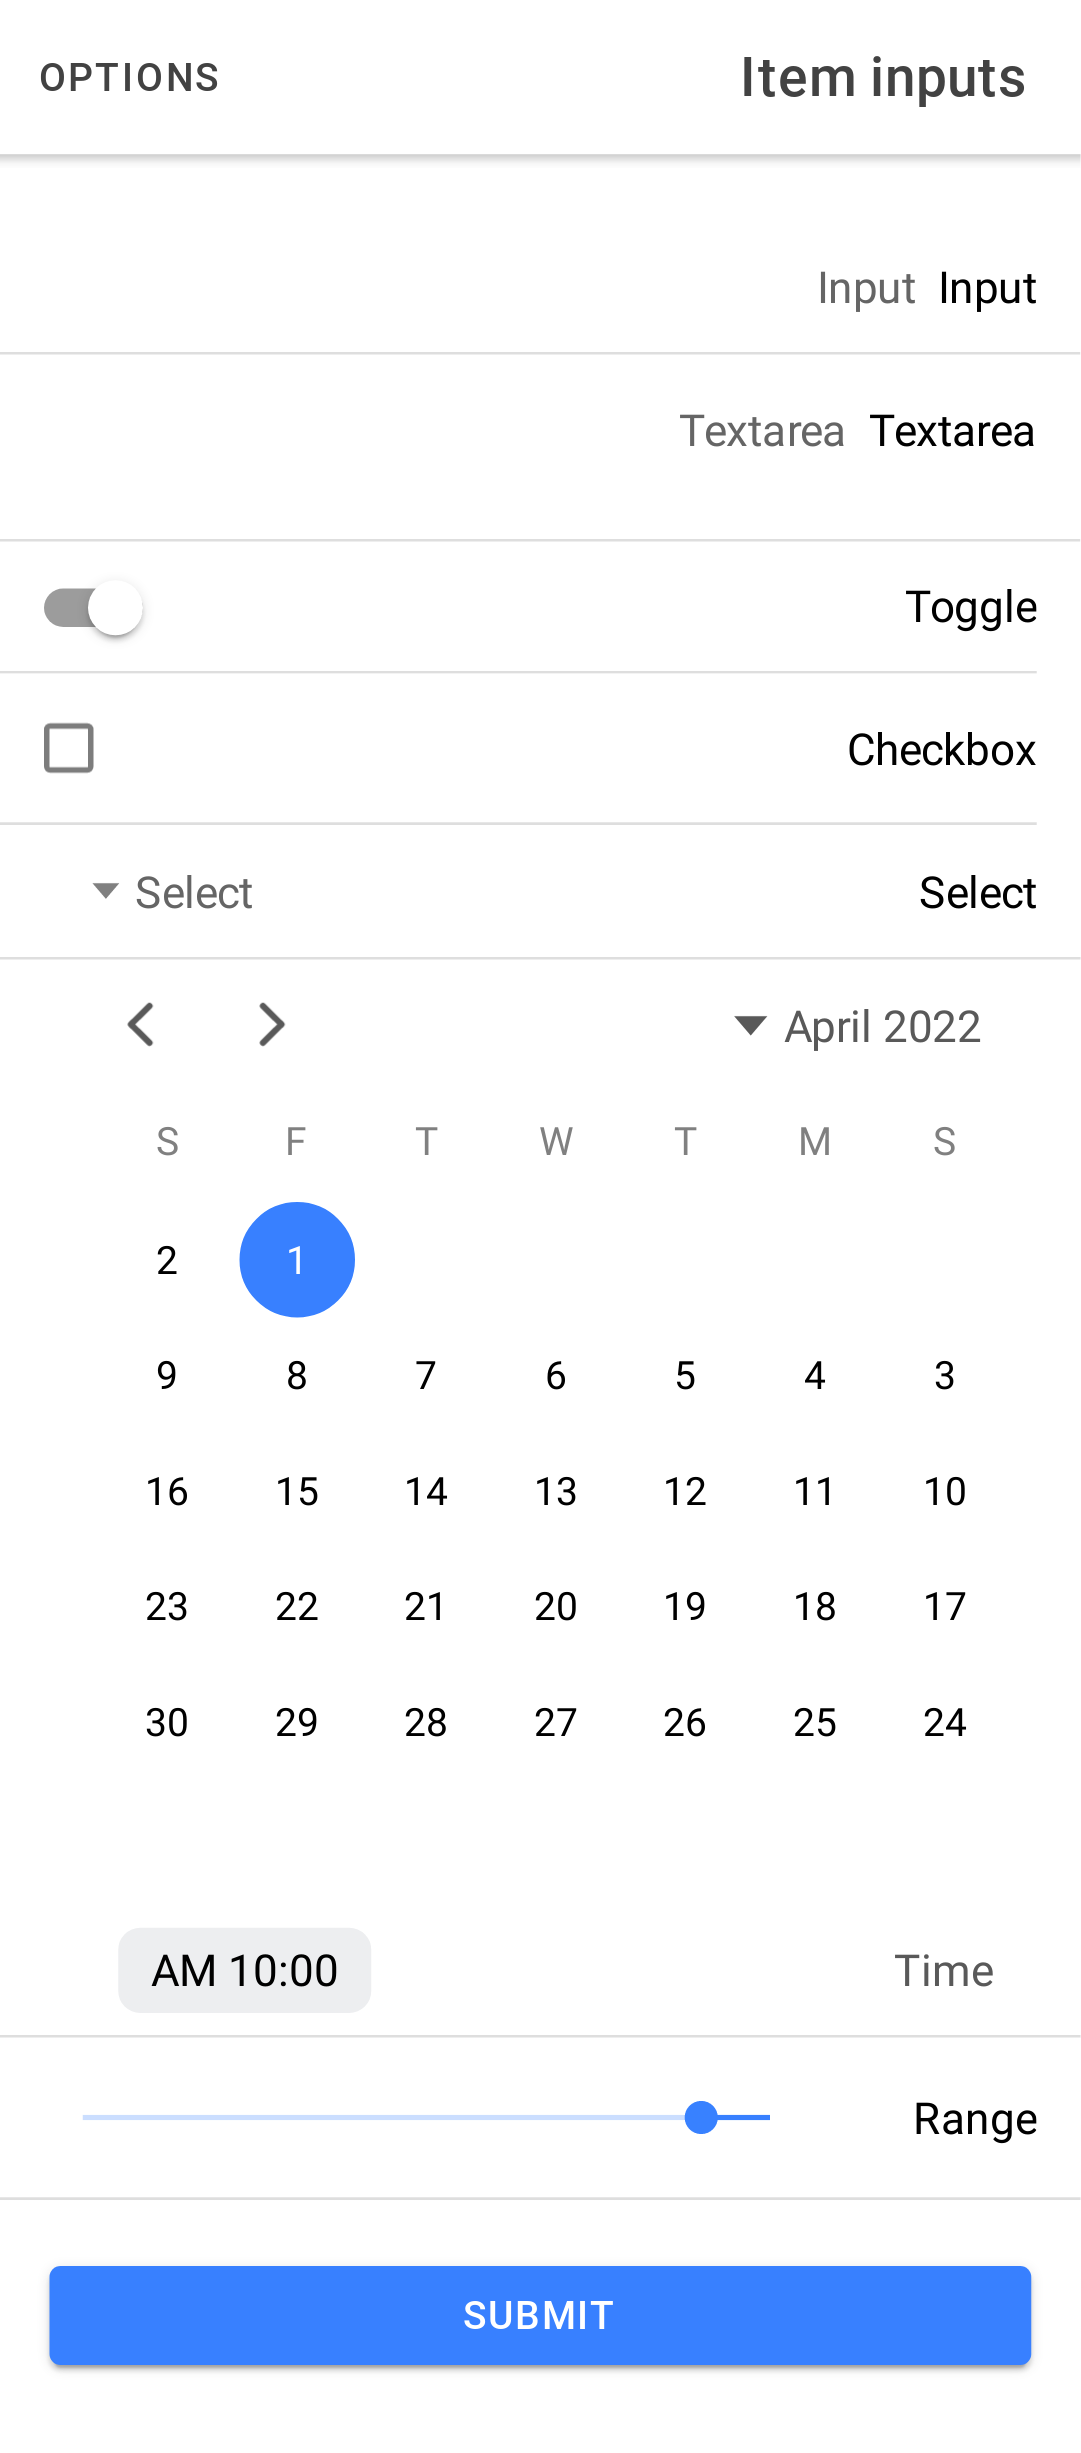 OPTIONS Item inputs
Input Input
Textarea Textarea
Toggle
Checkbox
Select Select
April 2022
S F T W T M S
2 1
9 8 7 6 5 4 3
16 15 14 13 12 11 10
23 22 21 20 19 18 17
30 29 28 27 26 25 24
AM 10:00 Time
Range
SUBMIT